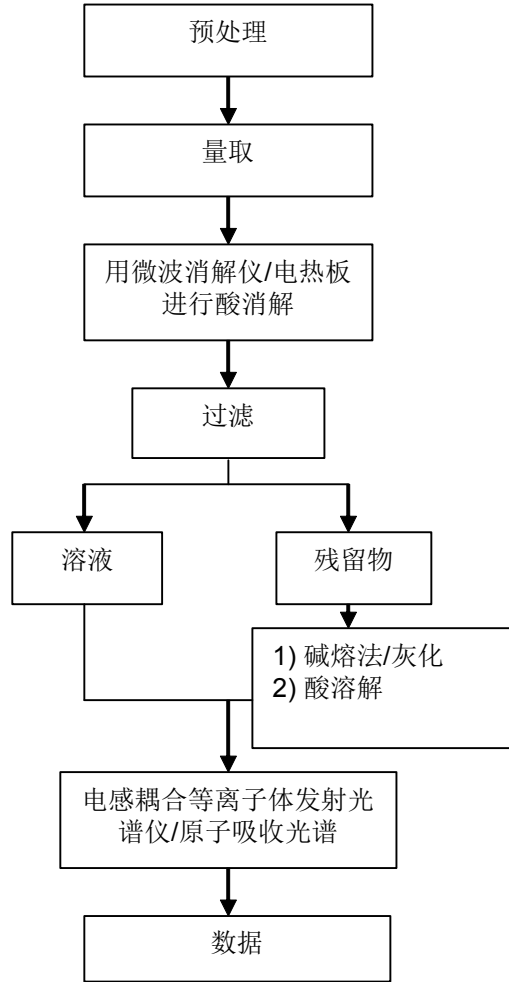 预处理
量取
用微波消解仪/电热板
进行酸消解
过滤
溶液
残留物
1) 碱熔法/灰化
2) 酸溶解
电感耦合等离子体发射光
谱仪/原子吸收光谱
数据